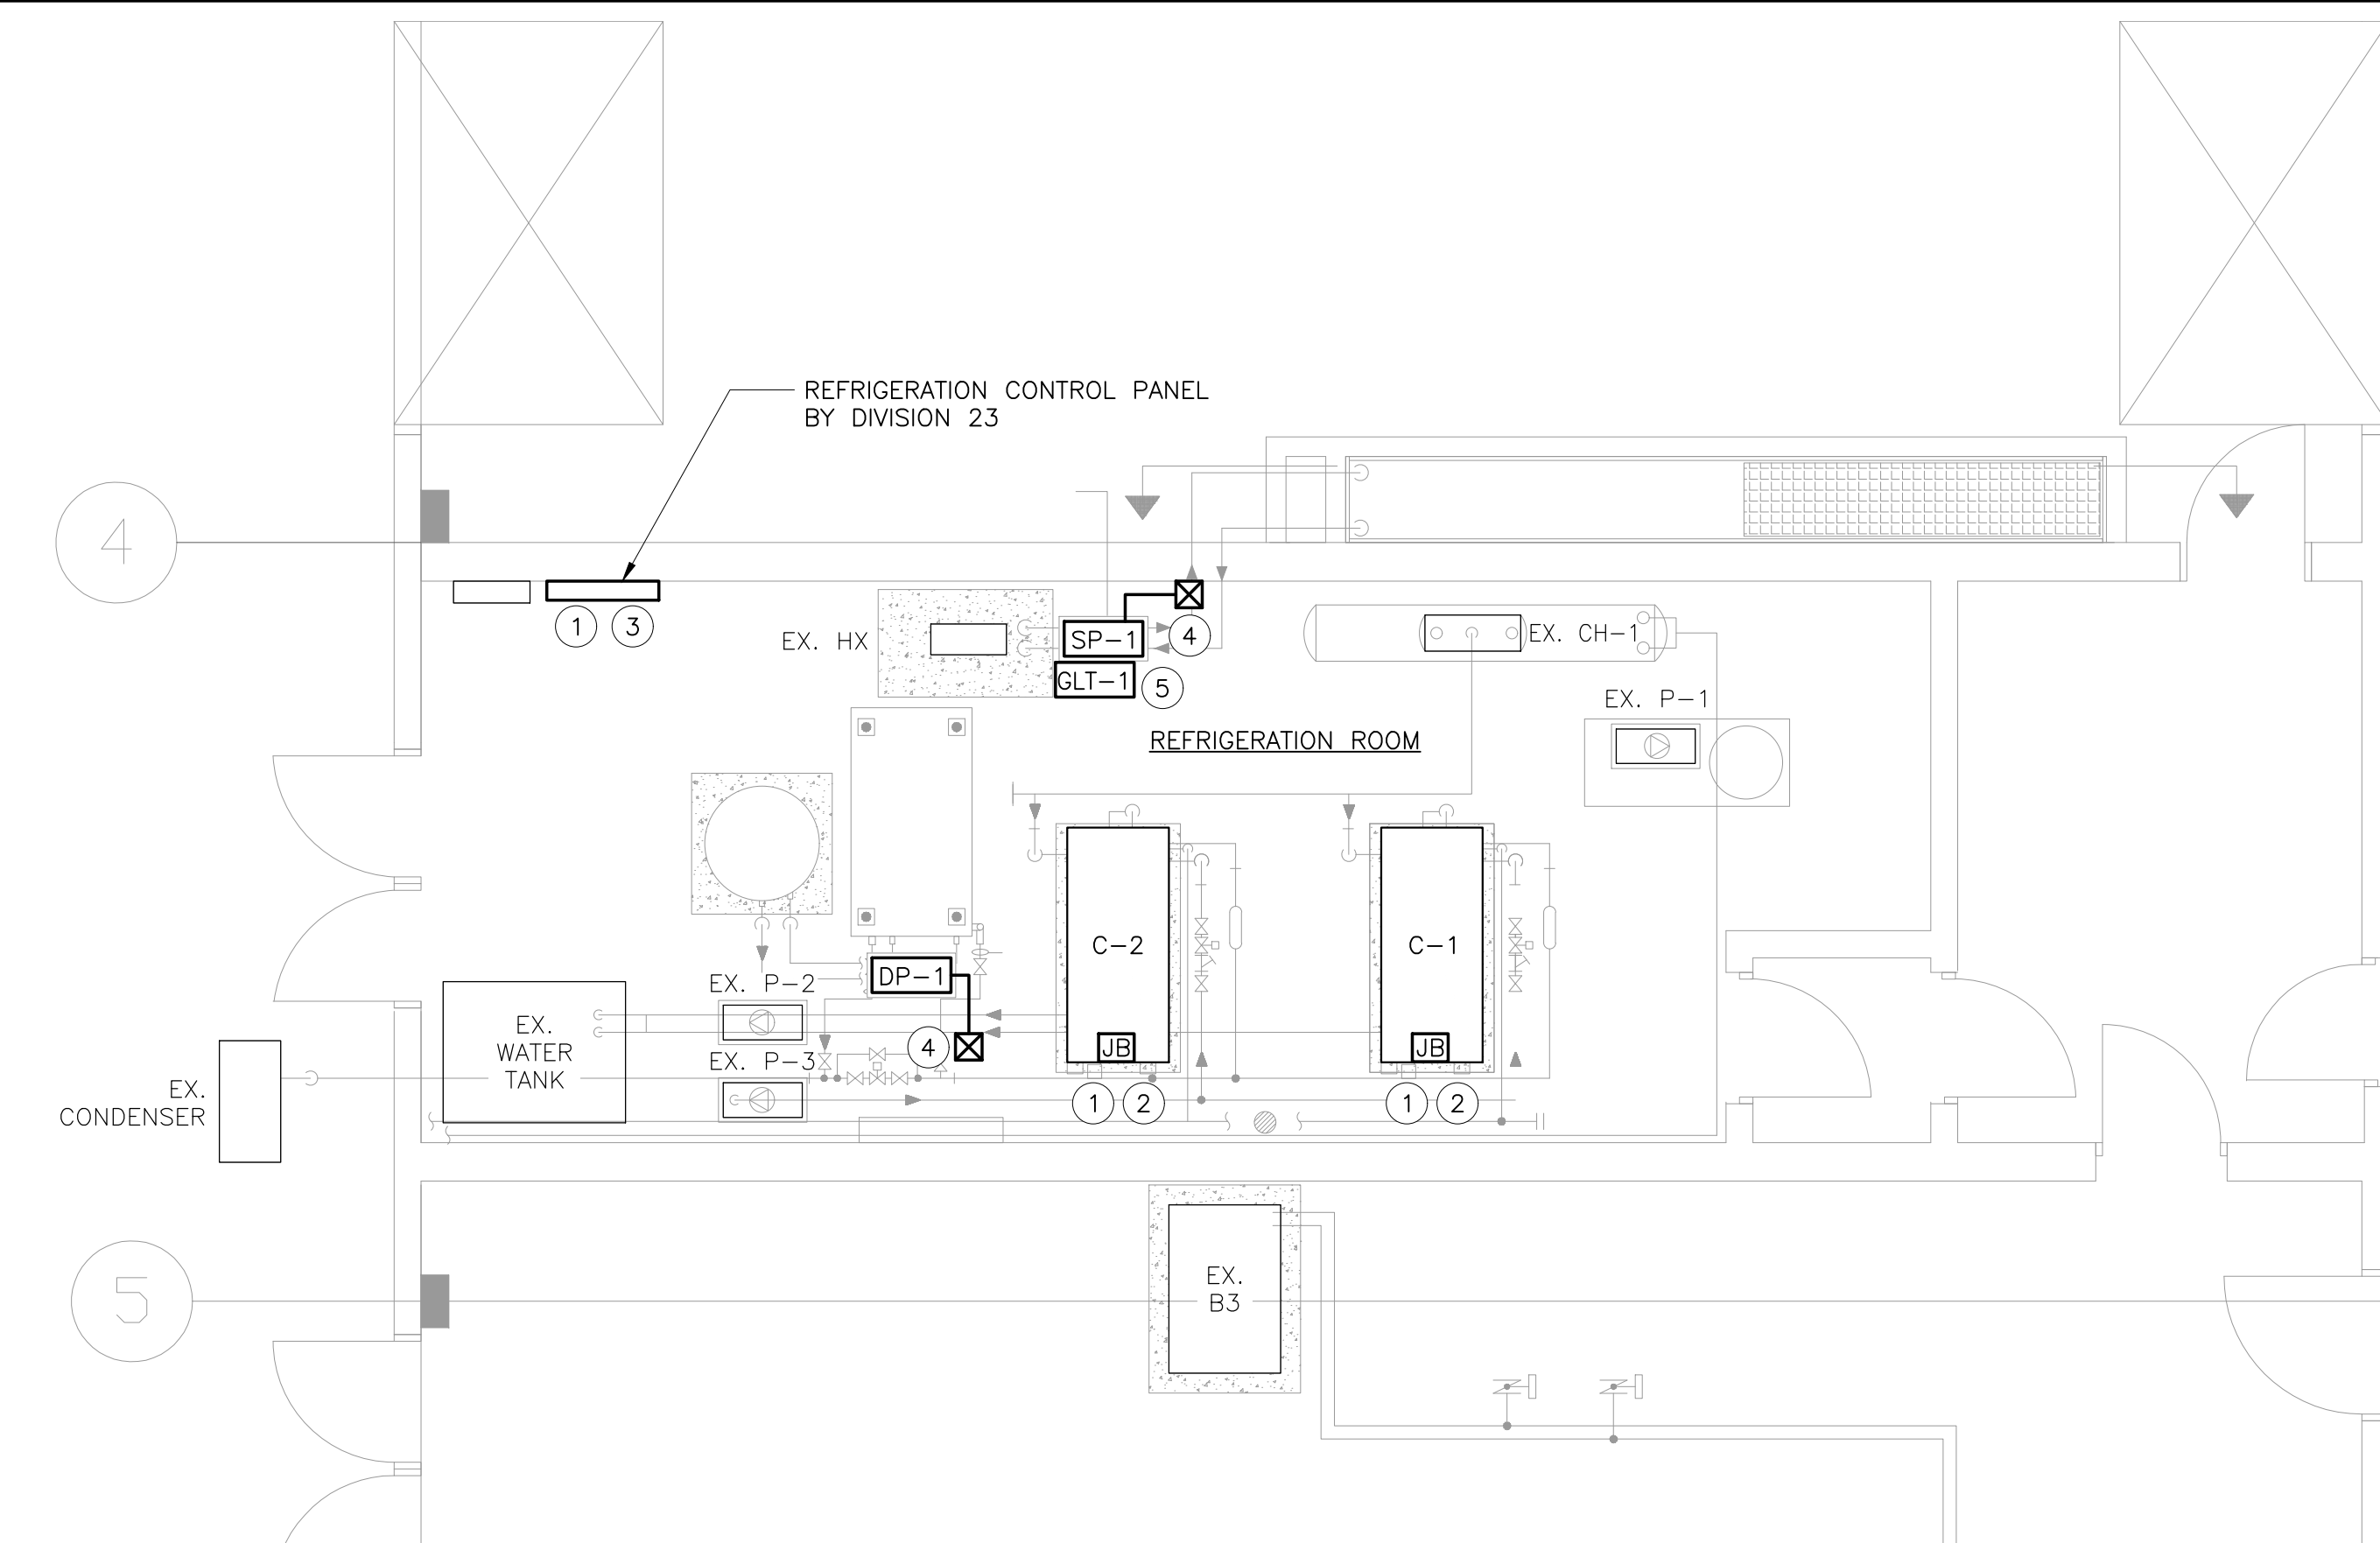 REFRIGERATION CONTROL PANEL
BY DIVISION 23
4
1
3
EX. HX
SP-1
4
GLT-1
5
EX. CH-1
EX. P-1
REFRIGERATION ROOM
C-2
C-1
DP-1
EX. P-2
EX.
WATER
TANK
4
JB
JB
EX. P-3
EX.
CONDENSER
1
2
1
2
EX.
B3
5